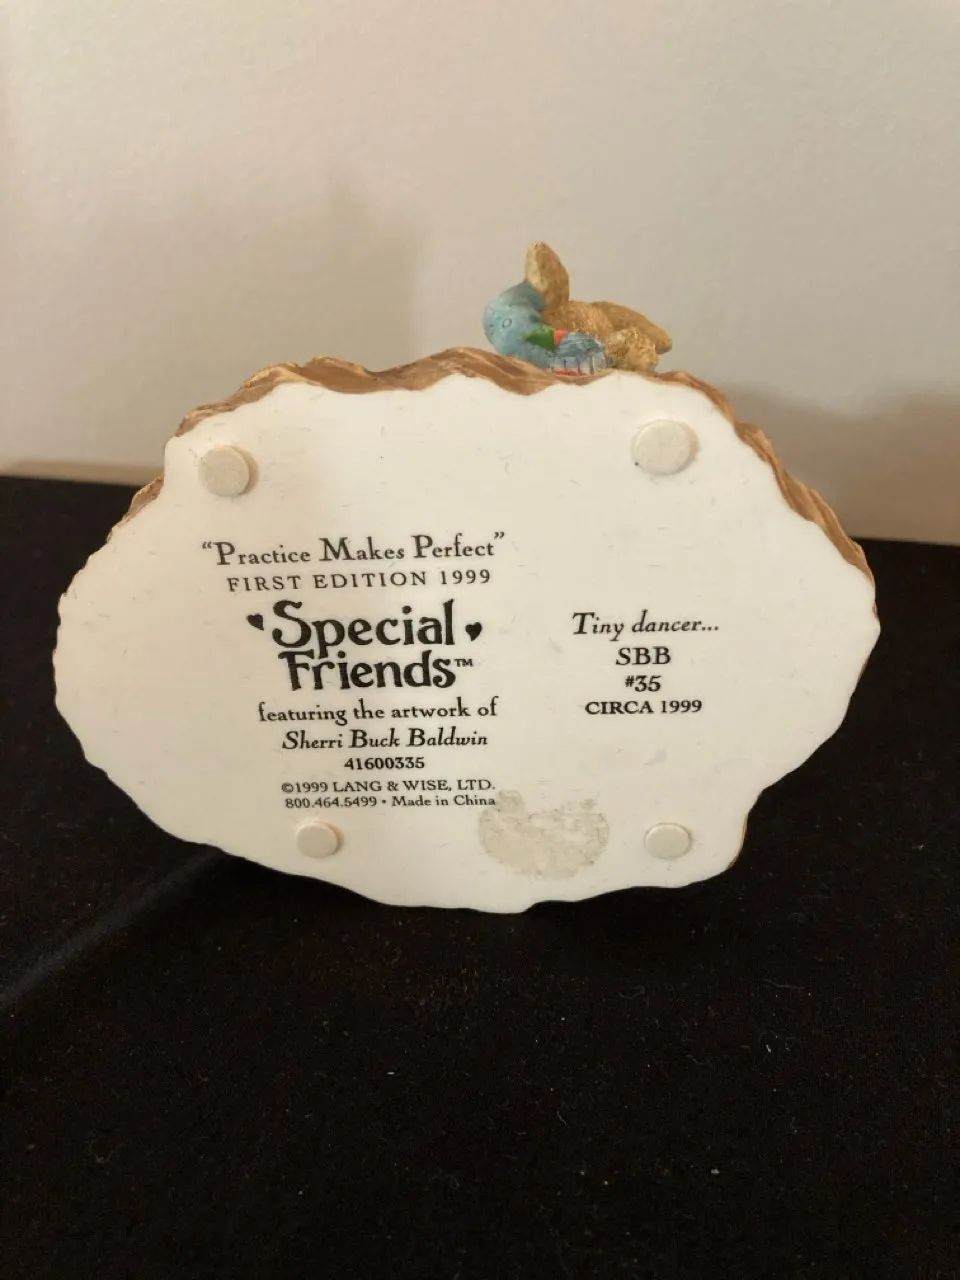 “Practice Makes Perfect”
FIRST EDITION 1999
Special
Friends™
featuring the artwork of
Sherri Buck Baldwin
41600335
©1999 LANG & WISE, LTD.
800.464.5499 • Made in China
Tiny dancer...
SBB
#35
CIRCA 1999